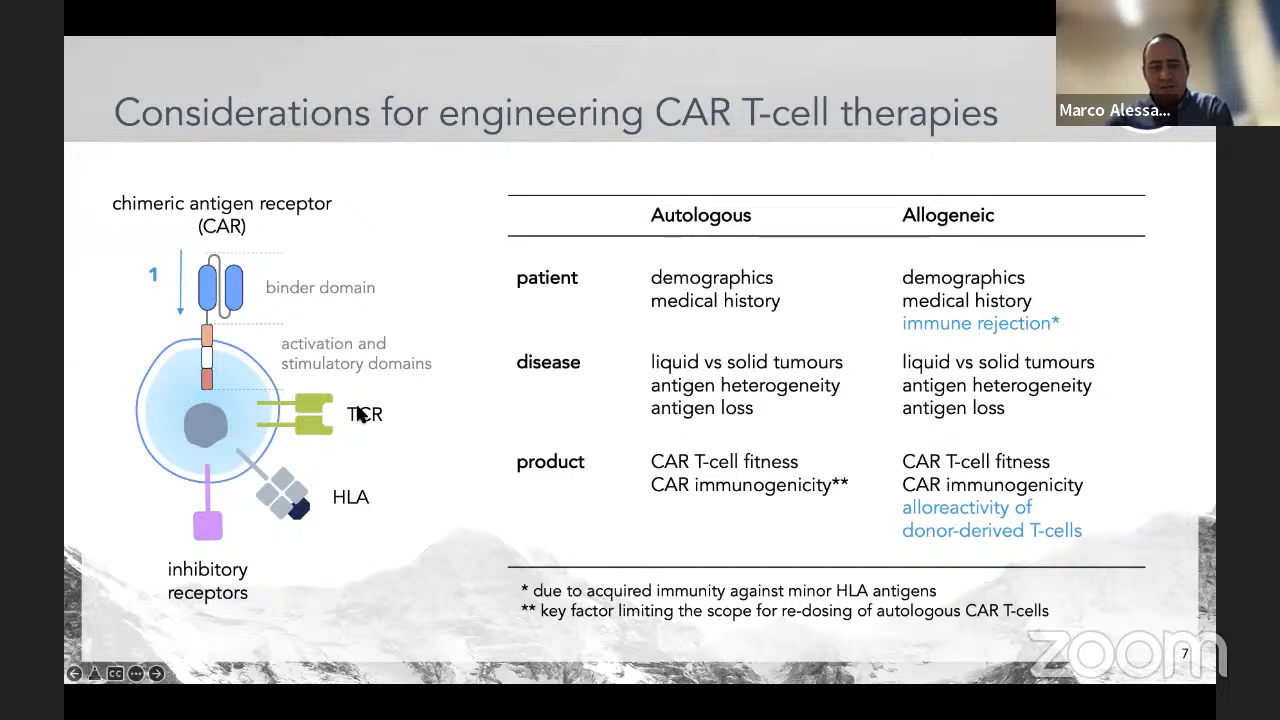 Considerations for engineering CAR T-cell therapies
Marco Alessa...
chimeric antigen receptor
(CAR)
1
binder domain
activation and
stimulatory domains
TCR
HLA
inhibitory
receptors
Autologous
Allogeneic
patient
demographics
medical history
demographics
medical history
immune rejection*
disease
liquid vs solid tumours
antigen heterogeneity
antigen loss
liquid vs solid tumours
antigen heterogeneity
antigen loss
product
CAR T-cell fitness
CAR immunogenicity**
CAR T-cell fitness
CAR immunogenicity
alloreactivity of
donor-derived T-cells
* due to acquired immunity against minor HLA antigens
** key factor limiting the scope for re-dosing of autologous CAR T-cells
CC
zoom
7